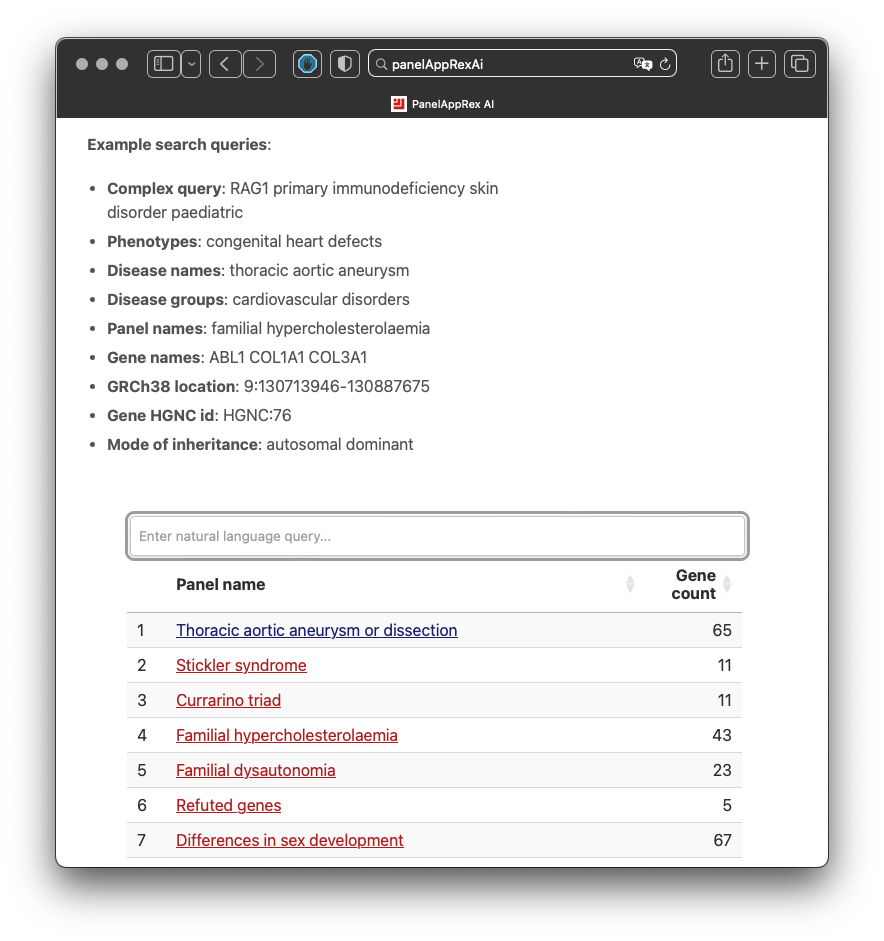 panelAppRexAi
PanelAppRex AI
Example search queries:
• Complex query: RAG1 primary immunodeficiency skin
disorder paediatric
• Phenotypes: congenital heart defects
• Disease names: thoracic aortic aneurysm
• Disease groups: cardiovascular disorders
• Panel names: familial hypercholesterolaemia
• Gene names: ABL1 COL1A1 COL3A1
• GRCh38 location: 9:130713946-130887675
• Gene HGNC id: HGNC:76
• Mode of inheritance: autosomal dominant
Enter natural language query...
Panel name Gene count
1 Thoracic aortic aneurysm or dissection 65
2 Stickler syndrome 11
3 Currarino triad 11
4 Familial hypercholesterolaemia 43
5 Familial dysautonomia 23
6 Refuted genes 5
7 Differences in sex development 67